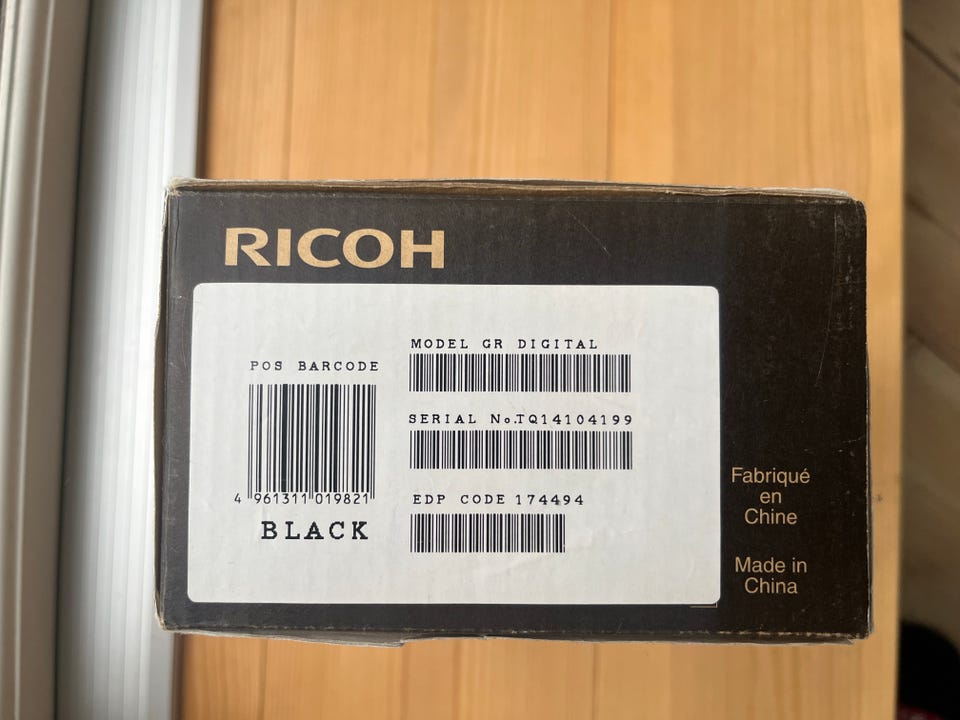 RICOH
POS BARCODE
4 961311 019821
BLACK
MODEL GR DIGITAL
SERIAL No.TQ14104199
EDP CODE 174494
Fabriqué
en
Chine
Made in
China